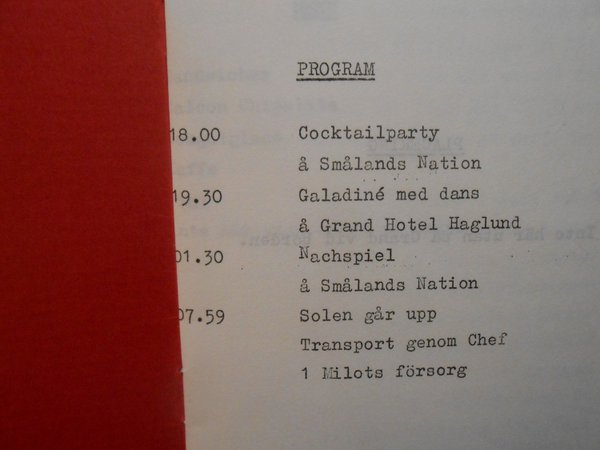 PROGRAM
18.00 Cocktailparty
å Smålands Nation
19.30 Galadiné med dans
å Grand Hotel Haglund
01.30 Nachspiel
å Smålands Nation
07.59 Solen går upp
Transport genom Chef
1 Milots försorg